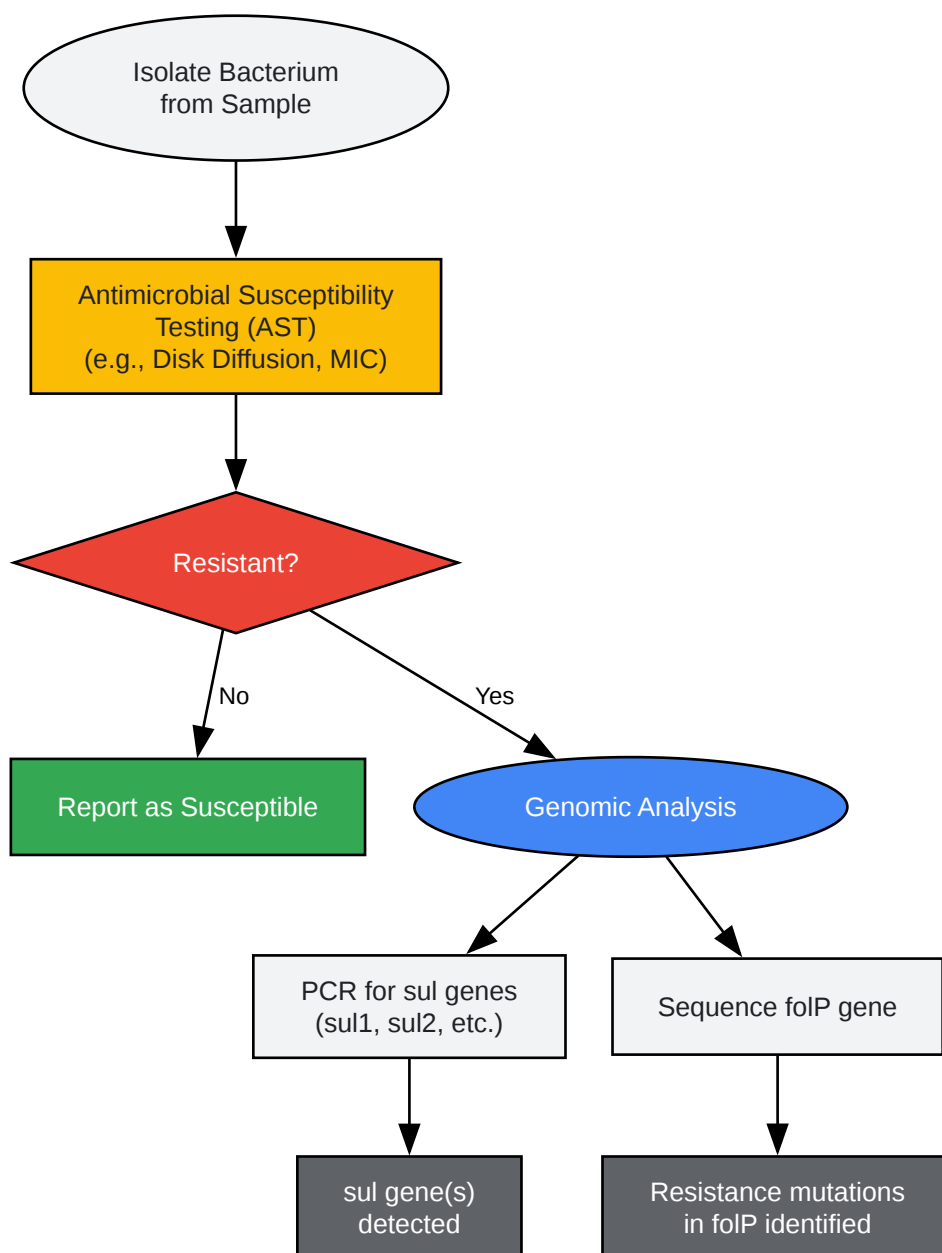 Isolate Bacterium
from Sample
Antimicrobial Susceptibility
Testing (AST)
(e.g., Disk Diffusion, MIC)
Resistant?
No
Yes
Report as Susceptible
Genomic Analysis
PCR for sul genes
(sul1, sul2, etc.)
Sequence folP gene
sul gene(s)
detected
Resistance mutations
in folP identified